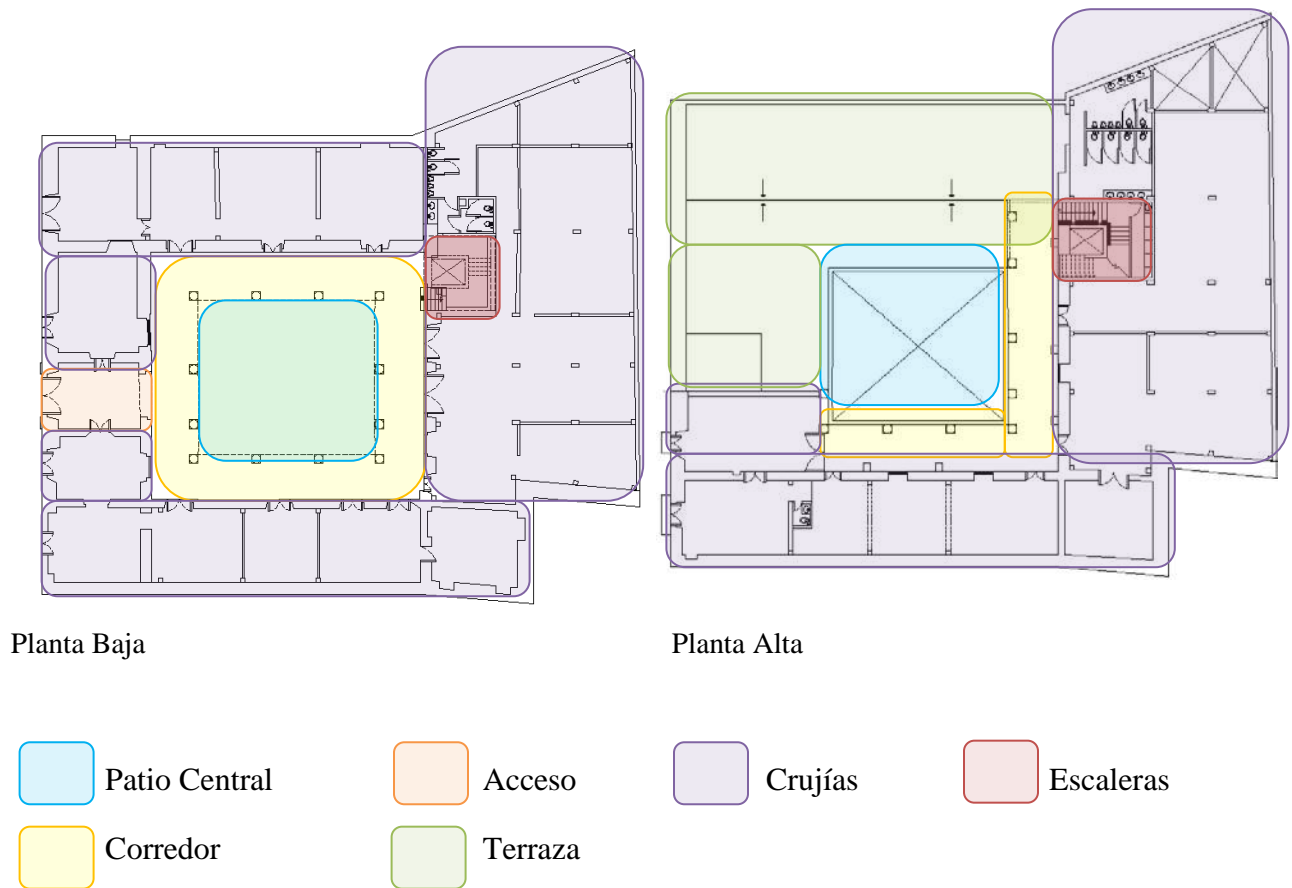 Planta Baja
Planta Alta
Patio Central
Acceso
Crujías
Escaleras
Corredor
Terraza